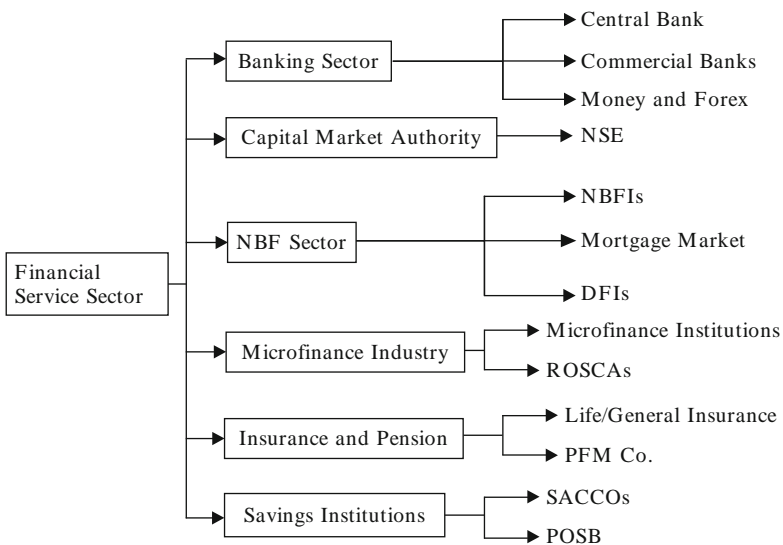 Financial
Service Sector
Banking Sector
Central Bank
Commercial Banks
Money and Forex
Capital Market Authority
NSE
NBF Sector
NBFIs
Mortgage Market
DFIs
Microfinance Industry
Microfinance Institutions
ROSCAs
Insurance and Pension
Life/General Insurance
PFM Co.
Savings Institutions
SACCOs
POSB